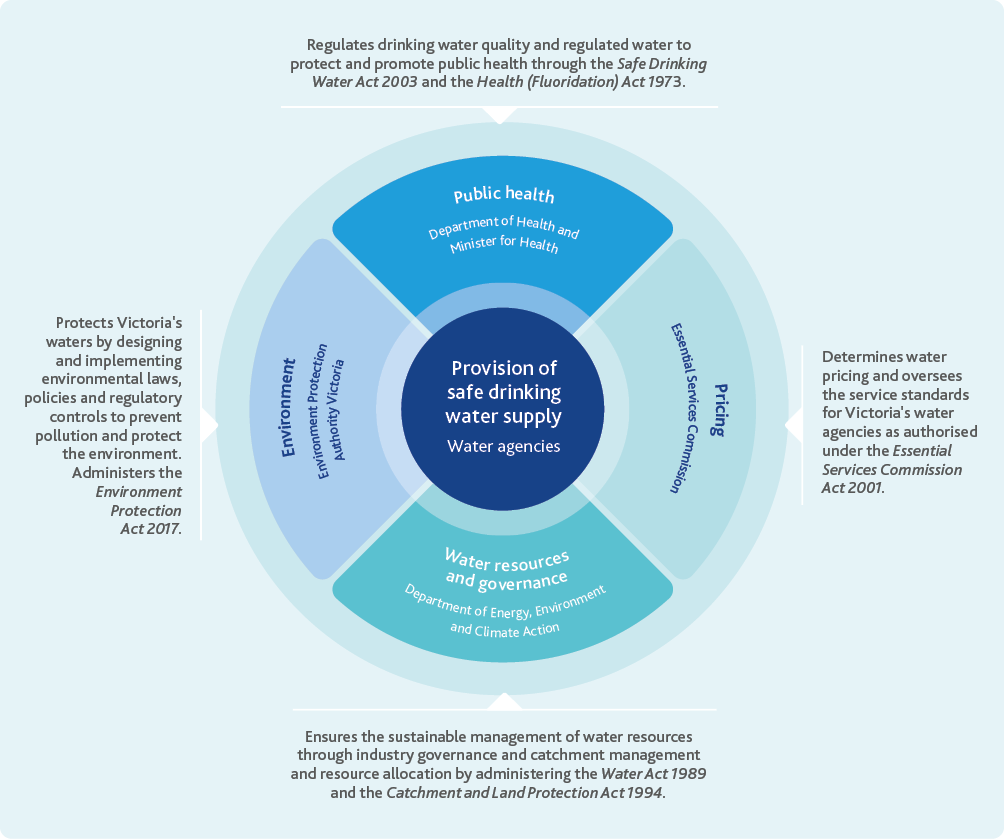 Regulates drinking water quality and regulated water to
protect and promote public health through the Safe Drinking
Water Act 2003 and the Health (Fluoridation) Act 1973.
Public health
Department of Health and
Minister for Health
Protects Victoria's
waters by designing
and implementing
environmental laws,
policies and regulatory
controls to prevent
pollution and protect
the environment.
Administers the
Environment
Protection
Act 2017.
Environment
Environment Protection
Authority Victoria
Provision of
safe drinking
water supply
Water agencies
Pricing
Essential Services Commission
Determines water
pricing and oversees
the service standards
for Victoria's water
agencies as authorised
under the Essential
Services Commission
Act 2001.
Water resources
and governance
Department of Energy, Environment
and Climate Action
Ensures the sustainable management of water resources
through industry governance and catchment management
and resource allocation by administering the Water Act 1989
and the Catchment and Land Protection Act 1994.